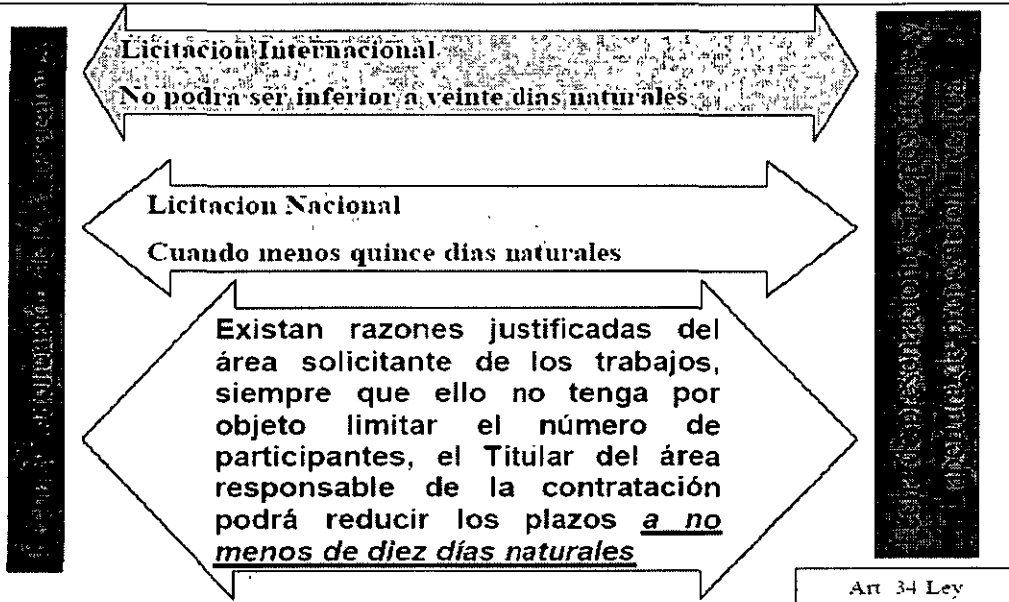 Licitacion Internacional
No podra ser inferior a veinte dias naturales
Licitacion Nacional
Cuando menos quince dias naturales
Existan razones justificadas del
área solicitante de los trabajos,
siempre que ello no tenga por
objeto limitar el número de
participantes, el Titular del área
responsable de la contratación
podrá reducir los plazos a no
menos de diez días naturales
Art 34 Ley